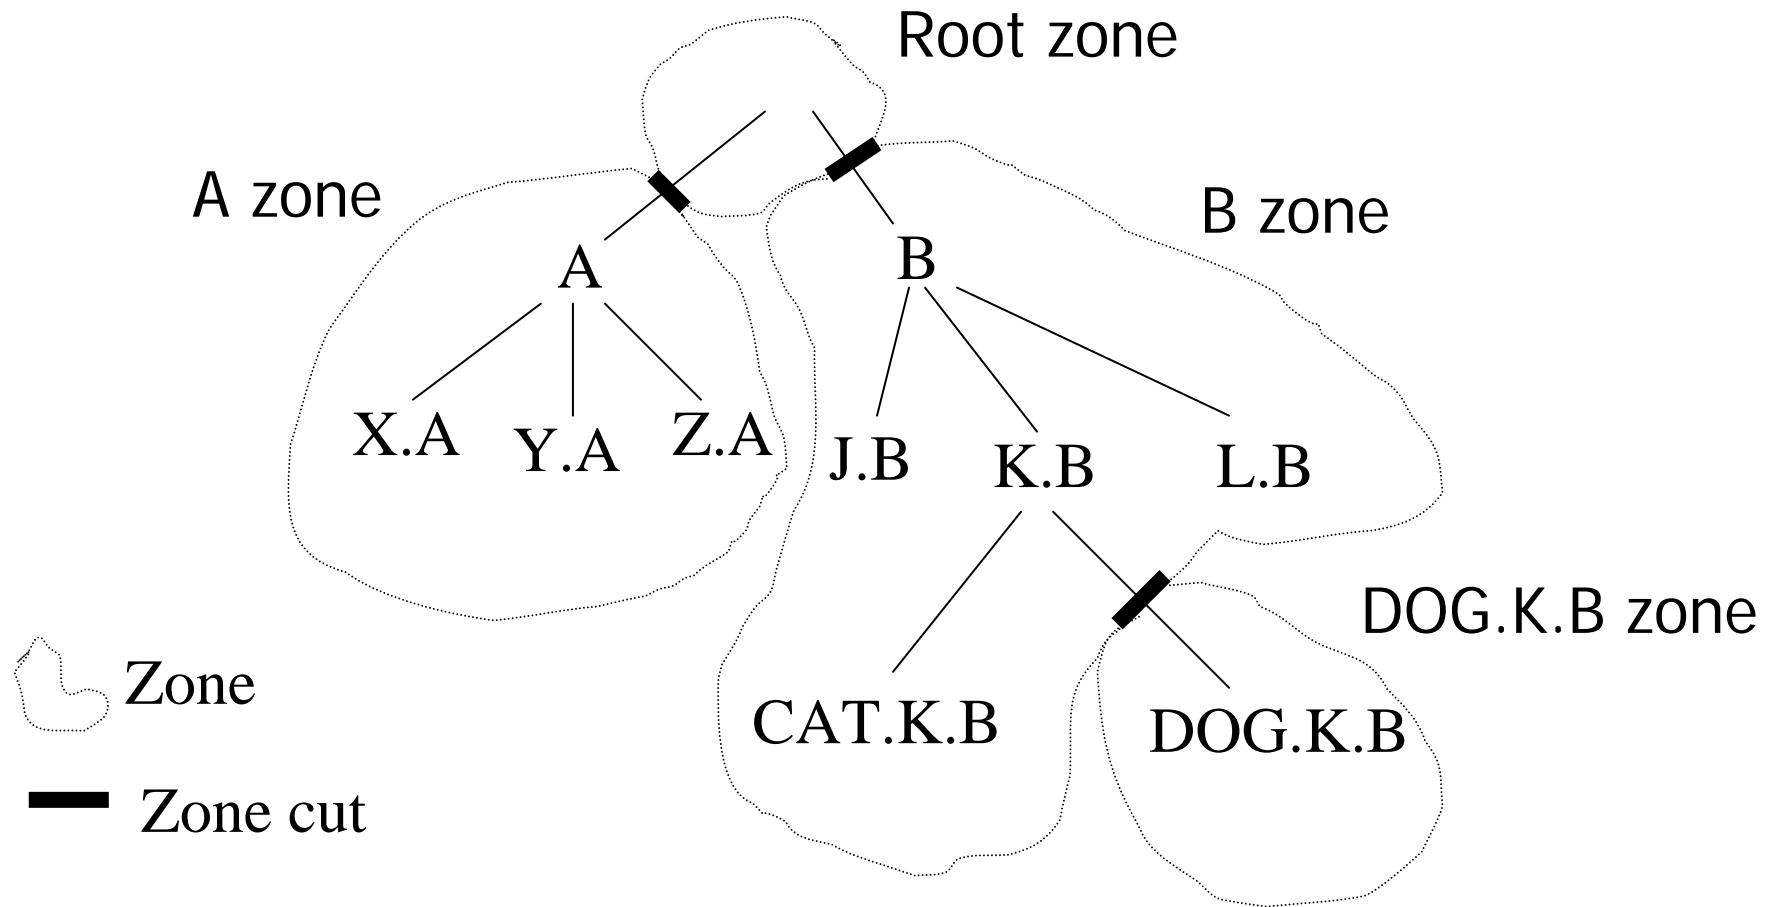 Root zone
A zone
B zone
A
B
X.A
Y.A
Z.A
J.B
K.B
L.B
DOG.K.B zone
Zone
CAT.K.B
DOG.K.B
Zone cut